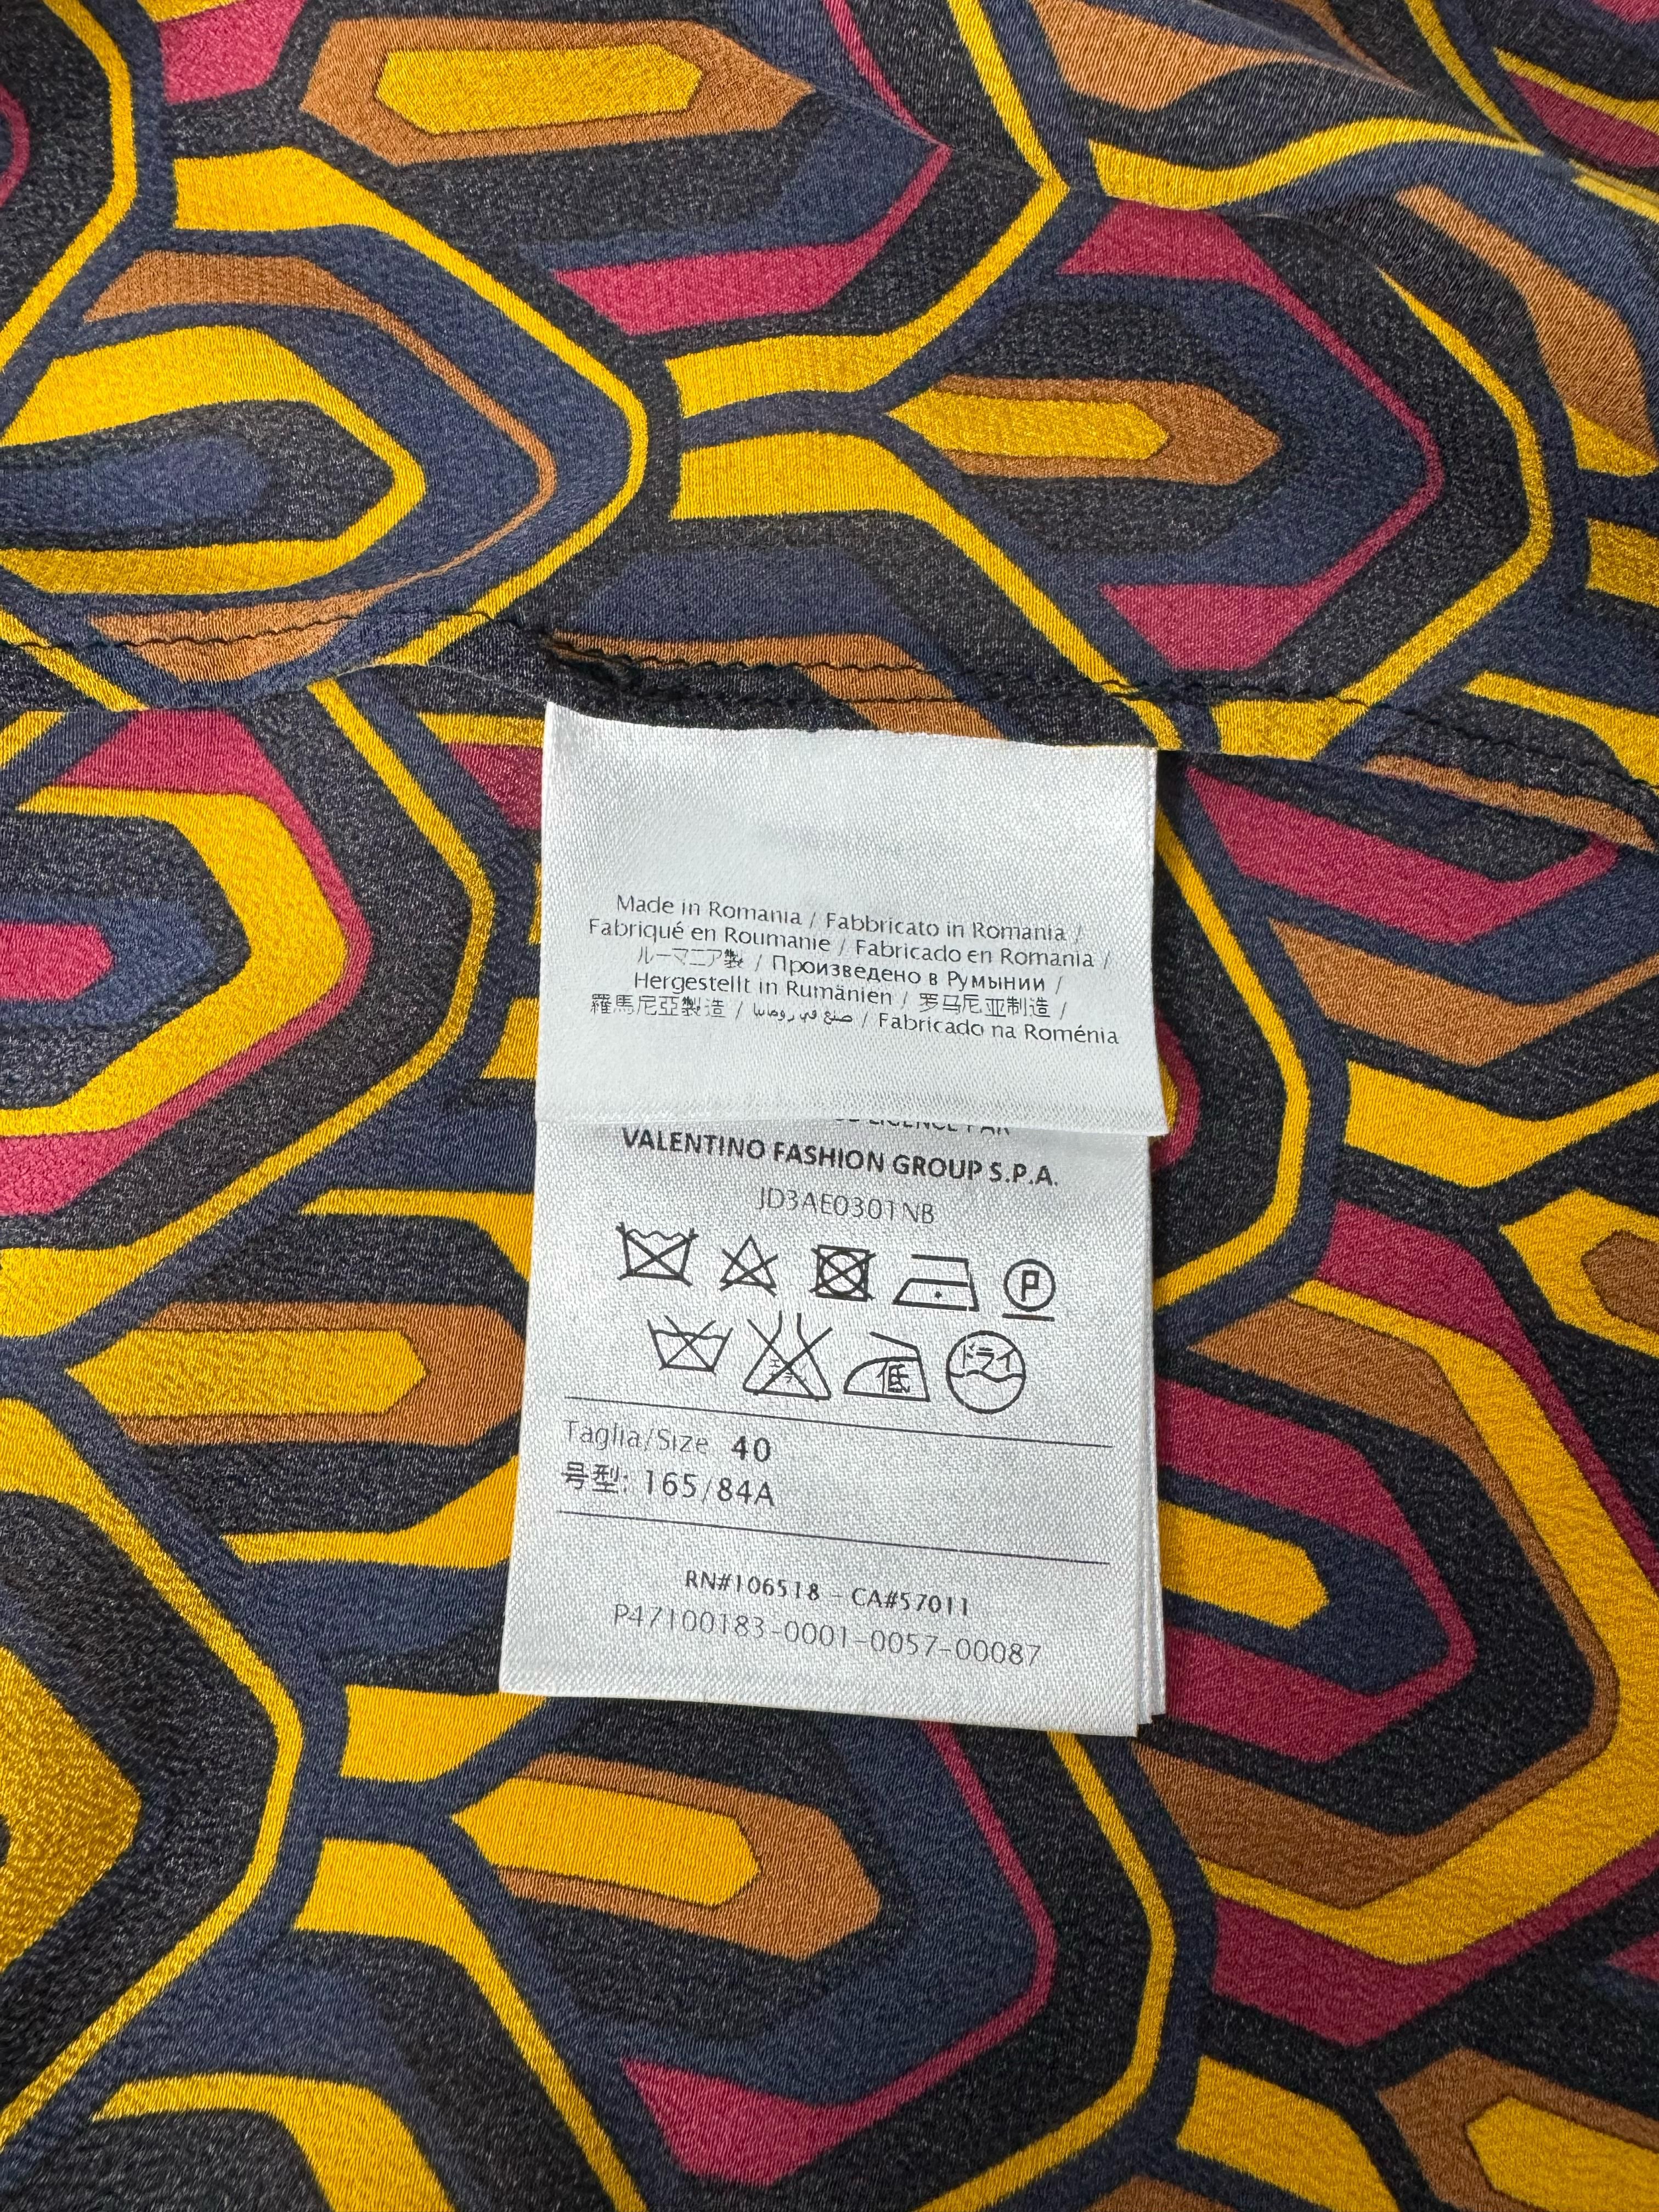 Made in Romania / Fabbricato in Romania /
Fabriqué en Roumanie / Fabricado en Romania /
ルーマニア製 / Произведено в Румынии /
Hergestellt in Rumänien / 罗马尼亚制造 /
羅馬尼亞製造 / صنع في رومانيا / Fabricado na Roménia
LICENCE PAR
VALENTINO FASHION GROUP S.P.A.
JD3AE0301NB
P
低 ドライ
Taglia/Size 40
号型: 165/84A
RN#106518 - CA#57011
P47100183-0001-0057-00087